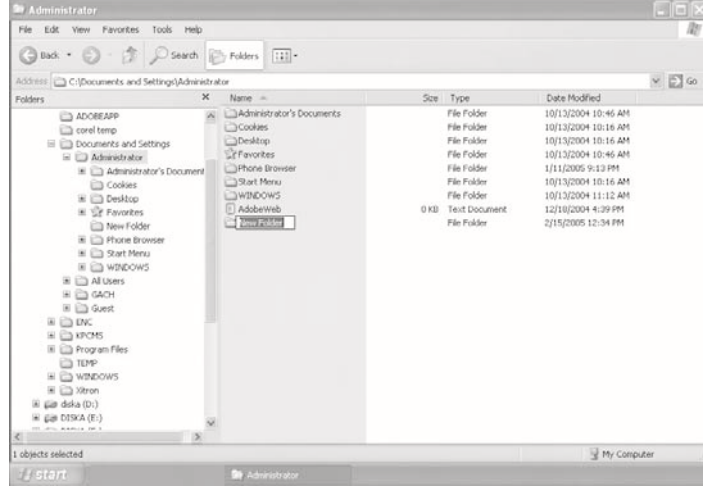 Administrator
File Edit View Favorites Tools Help
Back Search Folders
Address C:\Documents and Settings\Administrator Go
Folders
ADOBEAPP
corel temp
Documents and Settings
Administrator
Administrator's Document
Cookies
Desktop
Favorites
New Folder
Phone Browser
Start Menu
WINDOWS
All Users
GACH
Guest
ENC
KPCMS
Program Files
TEMP
WINDOWS
Xitron
diska (D:)
DISKA (E:)
Name Size Type Date Modified
Administrator's Documents File Folder 10/13/2004 10:46 AM
Cookies File Folder 10/13/2004 10:16 AM
Desktop File Folder 10/13/2004 10:16 AM
Favorites File Folder 10/13/2004 10:46 AM
Phone Browser File Folder 1/11/2005 9:13 PM
Start Menu File Folder 10/13/2004 10:16 AM
WINDOWS File Folder 10/13/2004 11:12 AM
AdobeWeb 0 KB Text Document 12/18/2004 4:39 PM
New Folder File Folder 2/15/2005 12:34 PM
1 objects selected My Computer
start Administrator